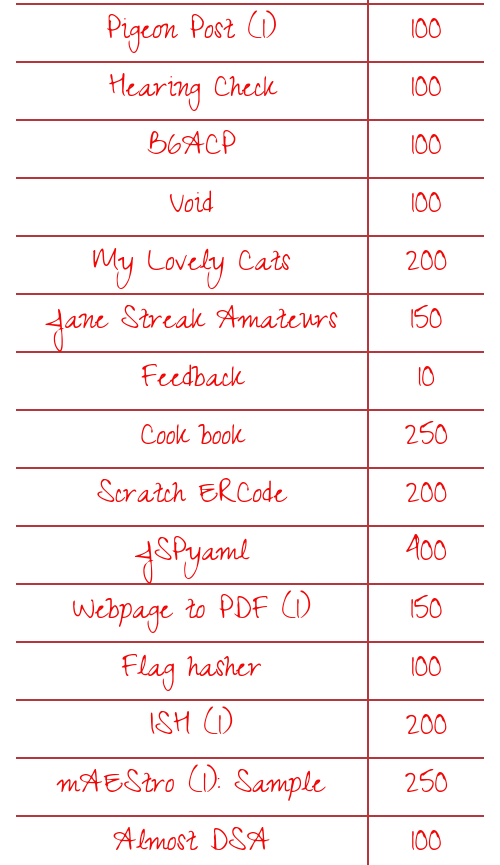 Pigeon Post (1) 100
Hearing Check 100
B6ACP 100
Void 100
My Lovely Cats 200
Jane Streak Amateurs 150
Feedback 10
Cook book 250
Scratch ERCode 200
JSPyaml 400
Webpage to PDF (1) 150
Flag hasher 100
ISH (1) 200
mAEStro (1): Sample 250
Almost DSA 100